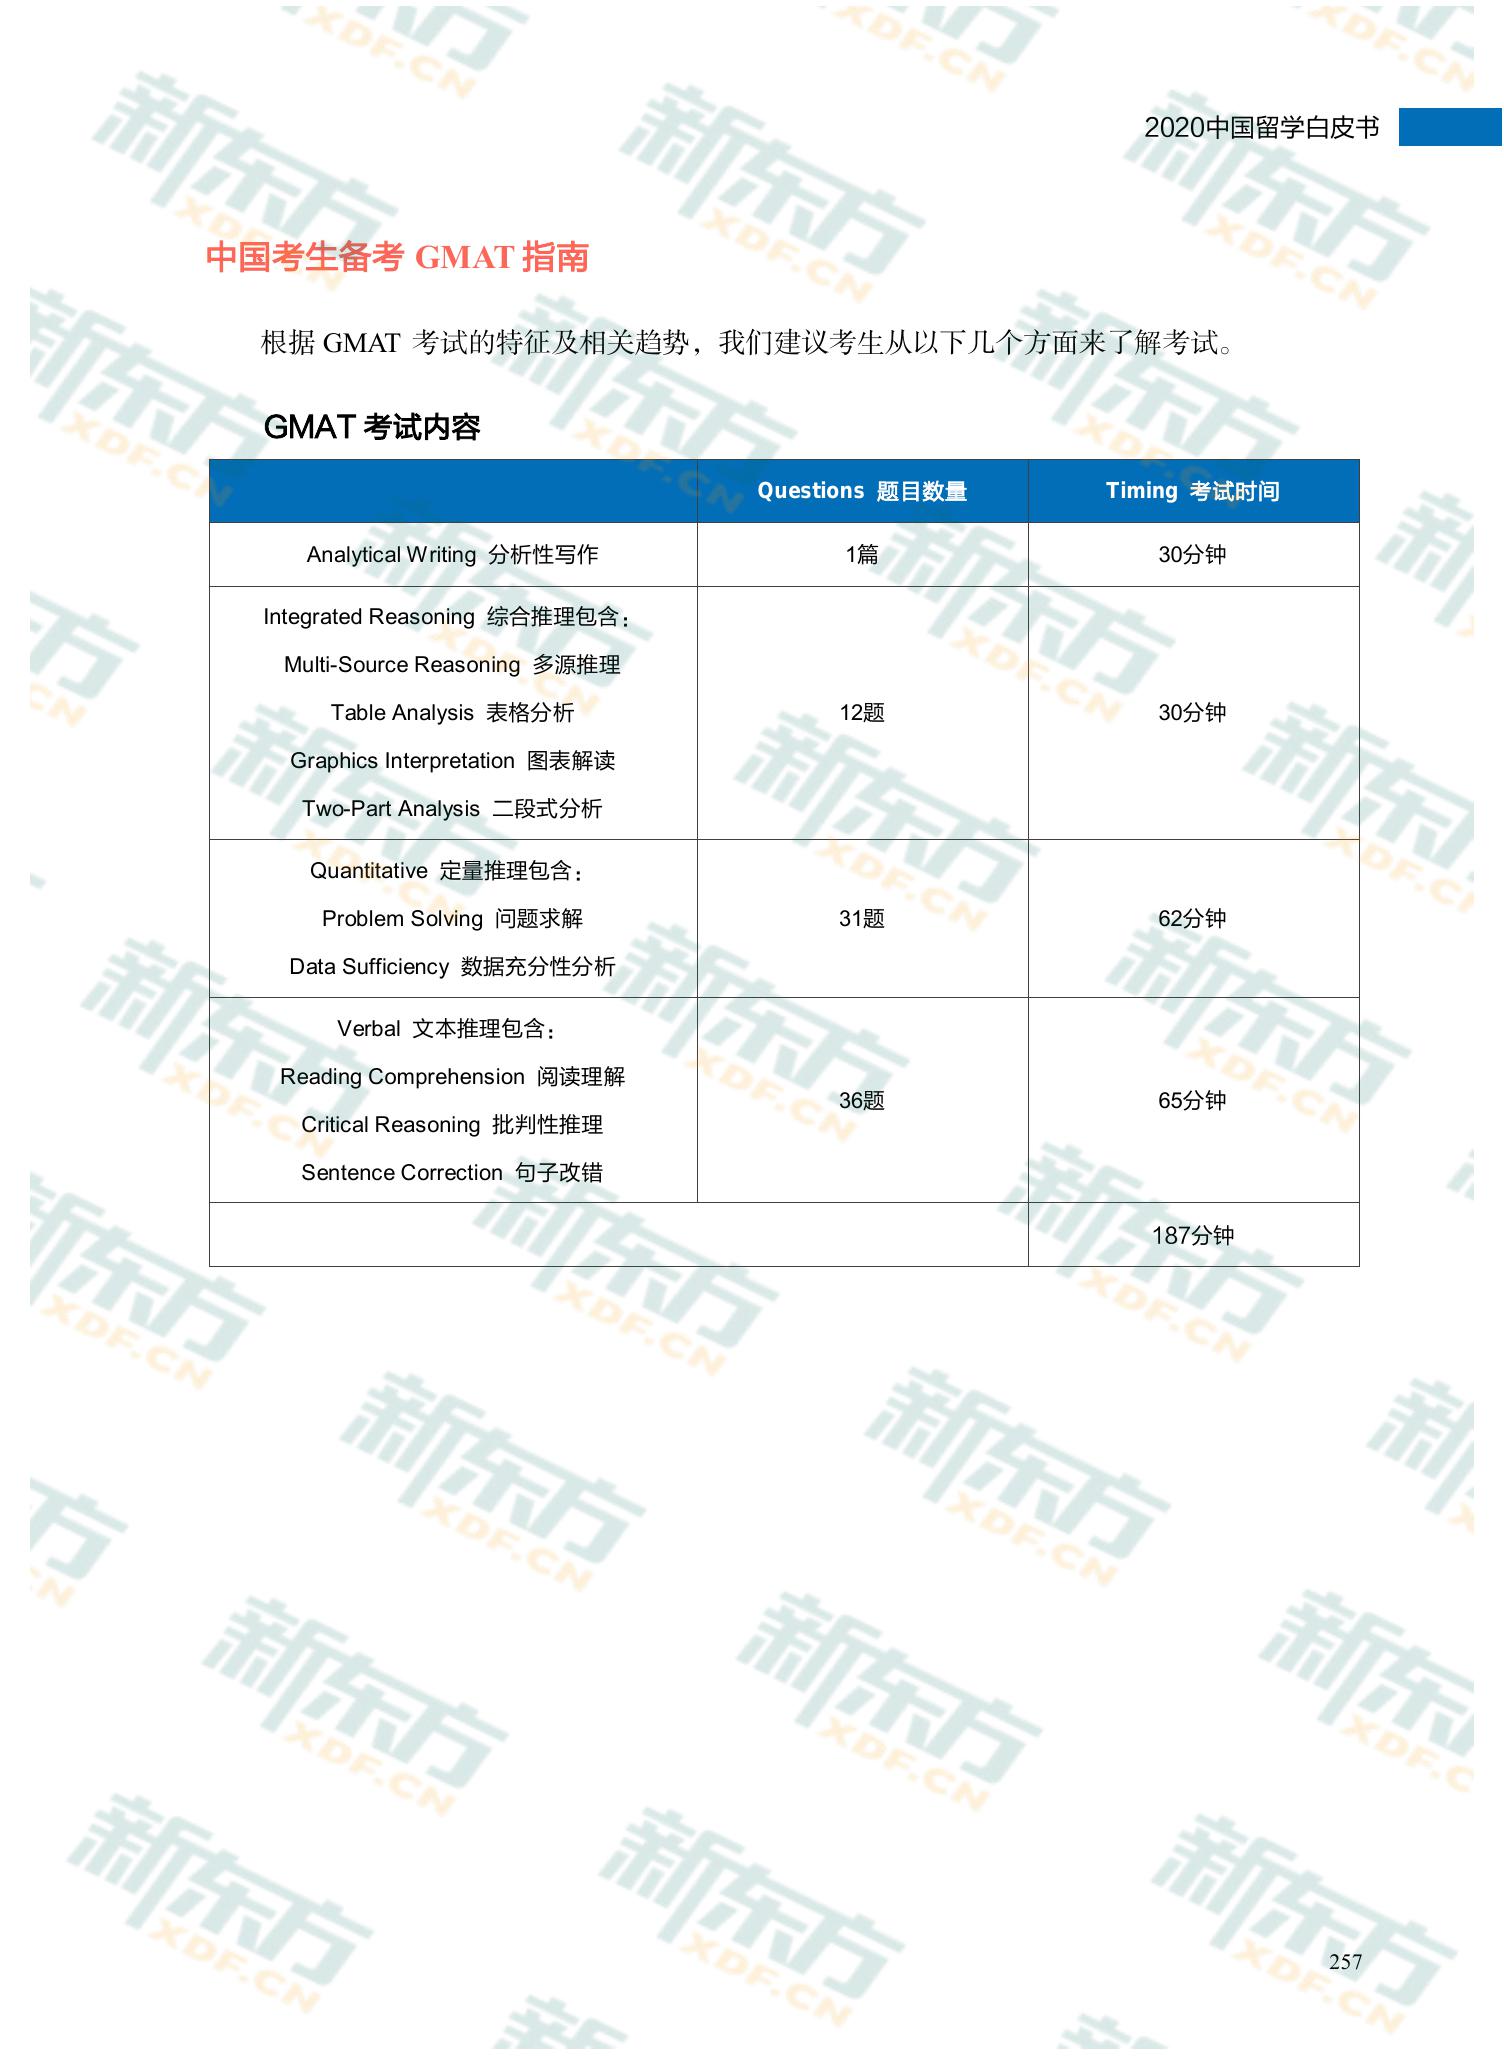 2020中国留学白皮书
中国考生备考 GMAT 指南
根据 GMAT 考试的特征及相关趋势，我们建议考生从以下几个方面来了解考试。
GMAT 考试内容
Questions 题目数量 Timing 考试时间
Analytical Writing 分析性写作 1篇 30分钟
Integrated Reasoning 综合推理包含：
Multi-Source Reasoning 多源推理
Table Analysis 表格分析 12题 30分钟
Graphics Interpretation 图表解读
Two-Part Analysis 二段式分析
Quantitative 定量推理包含：
Problem Solving 问题求解 31题 62分钟
Data Sufficiency 数据充分性分析
Verbal 文本推理包含：
Reading Comprehension 阅读理解
36题 65分钟
Critical Reasoning 批判性推理
Sentence Correction 句子改错
187分钟
257
新东方
XDF.CN